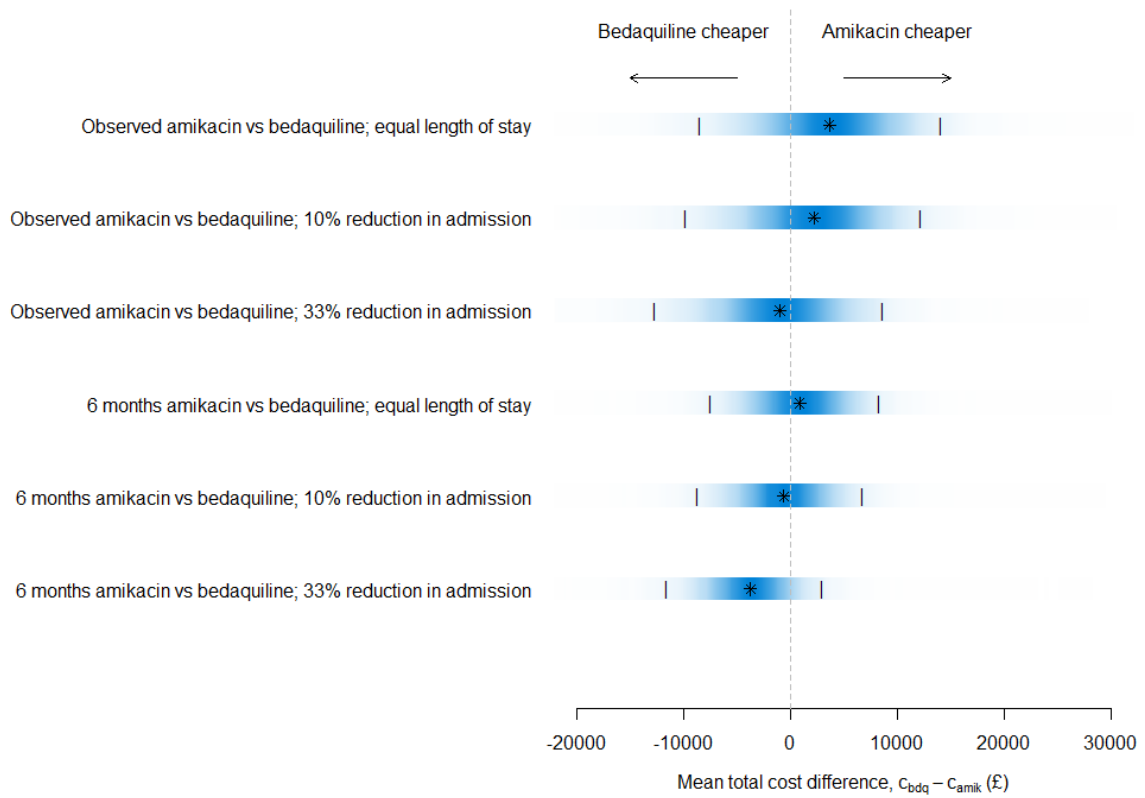 Bedaquiline cheaper Amikacin cheaper
Observed amikacin vs bedaquiline; equal length of stay
Observed amikacin vs bedaquiline; 10% reduction in admission
Observed amikacin vs bedaquiline; 33% reduction in admission
6 months amikacin vs bedaquiline; equal length of stay
6 months amikacin vs bedaquiline; 10% reduction in admission
6 months amikacin vs bedaquiline; 33% reduction in admission
-20000 -10000 0 10000 20000 30000
Mean total cost difference, c_bdq – c_amik (£)